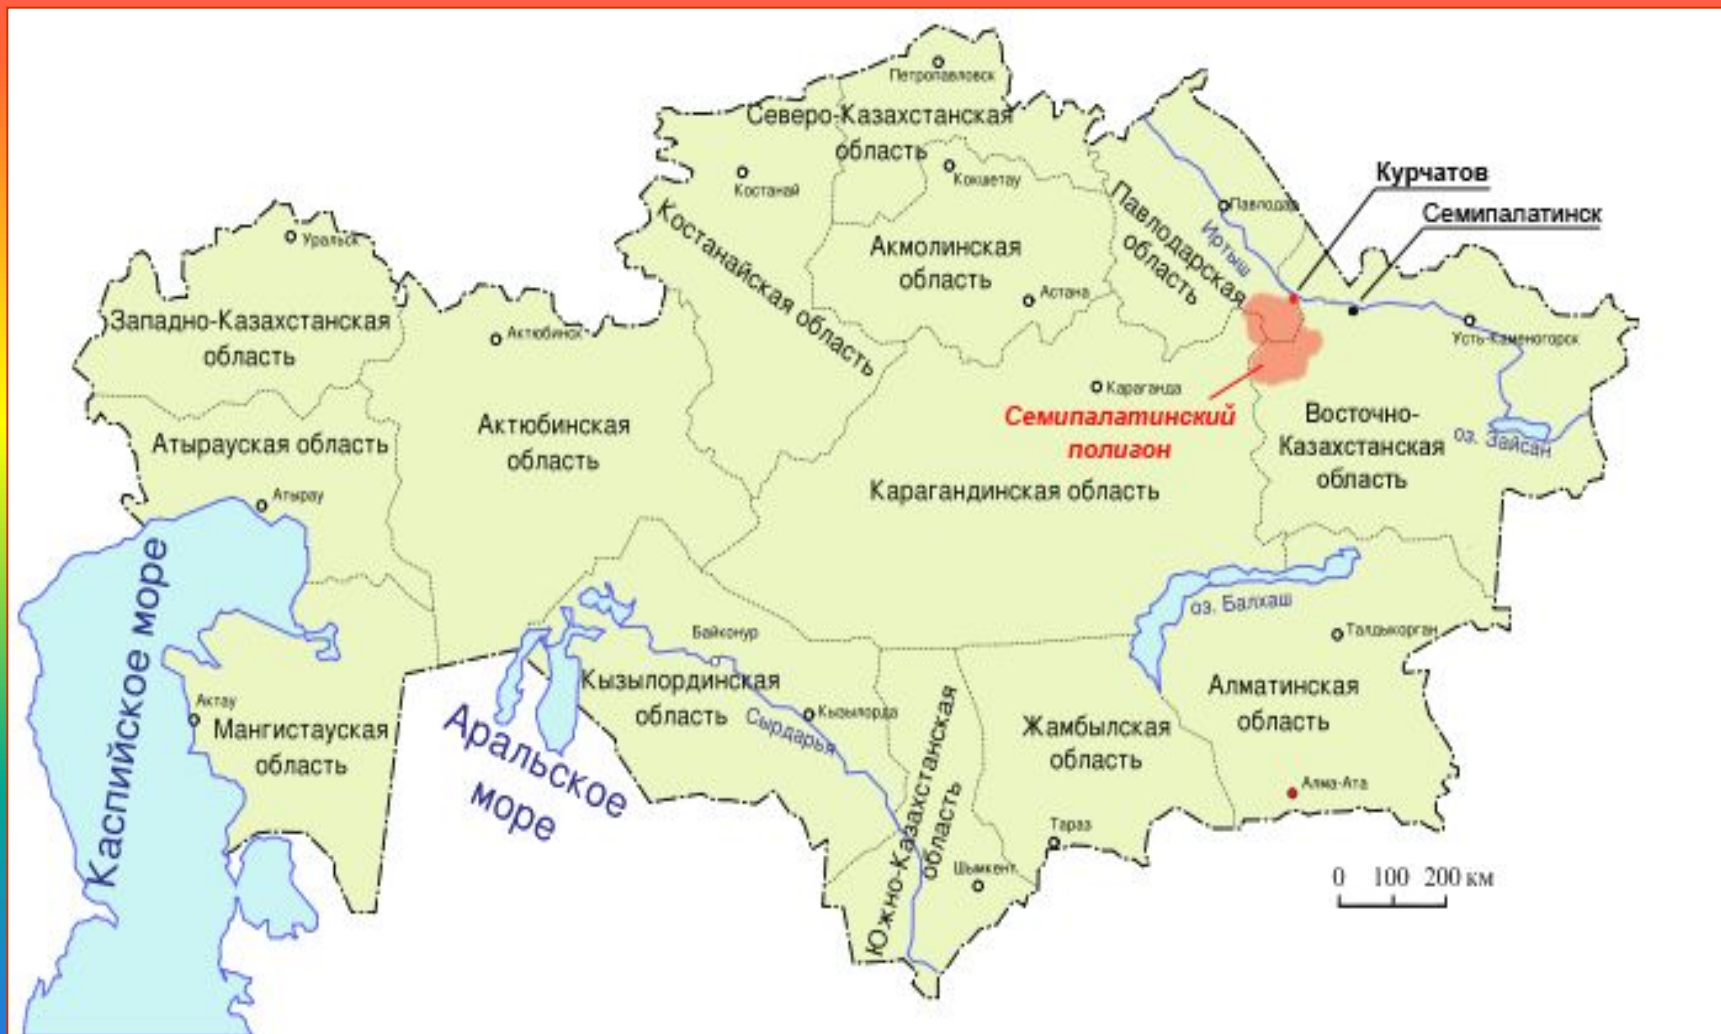 Петропавловск
Северо-Казахстанская
область
Костанай
Кокшетау
Курчатов
Семипалатинск
Павлодар
Павлодарская
область
Иртыш
Костанайская область
Акмолинская
область
Астана
Уральск
Западно-Казахстанская
область
Актюбинск
Усть-Каменогорск
Караганда
Семипалатинский
полигон
Восточно-
Казахстанская
область
оз. Зайсан
Атырауская область
Актюбинская
область
Карагандинская область
Атырау
Каспийское море
оз. Балхаш
Талдыкорган
Байконур
Кызылординская
область
Кызылорда
Сырдарья
Актау
Мангистауская
область
Аральское
море
Южно-Казахстанская
область
Жамбылская
область
Алматинская
область
Алма-Ата
Тараз
Шымкент
0 100 200 км